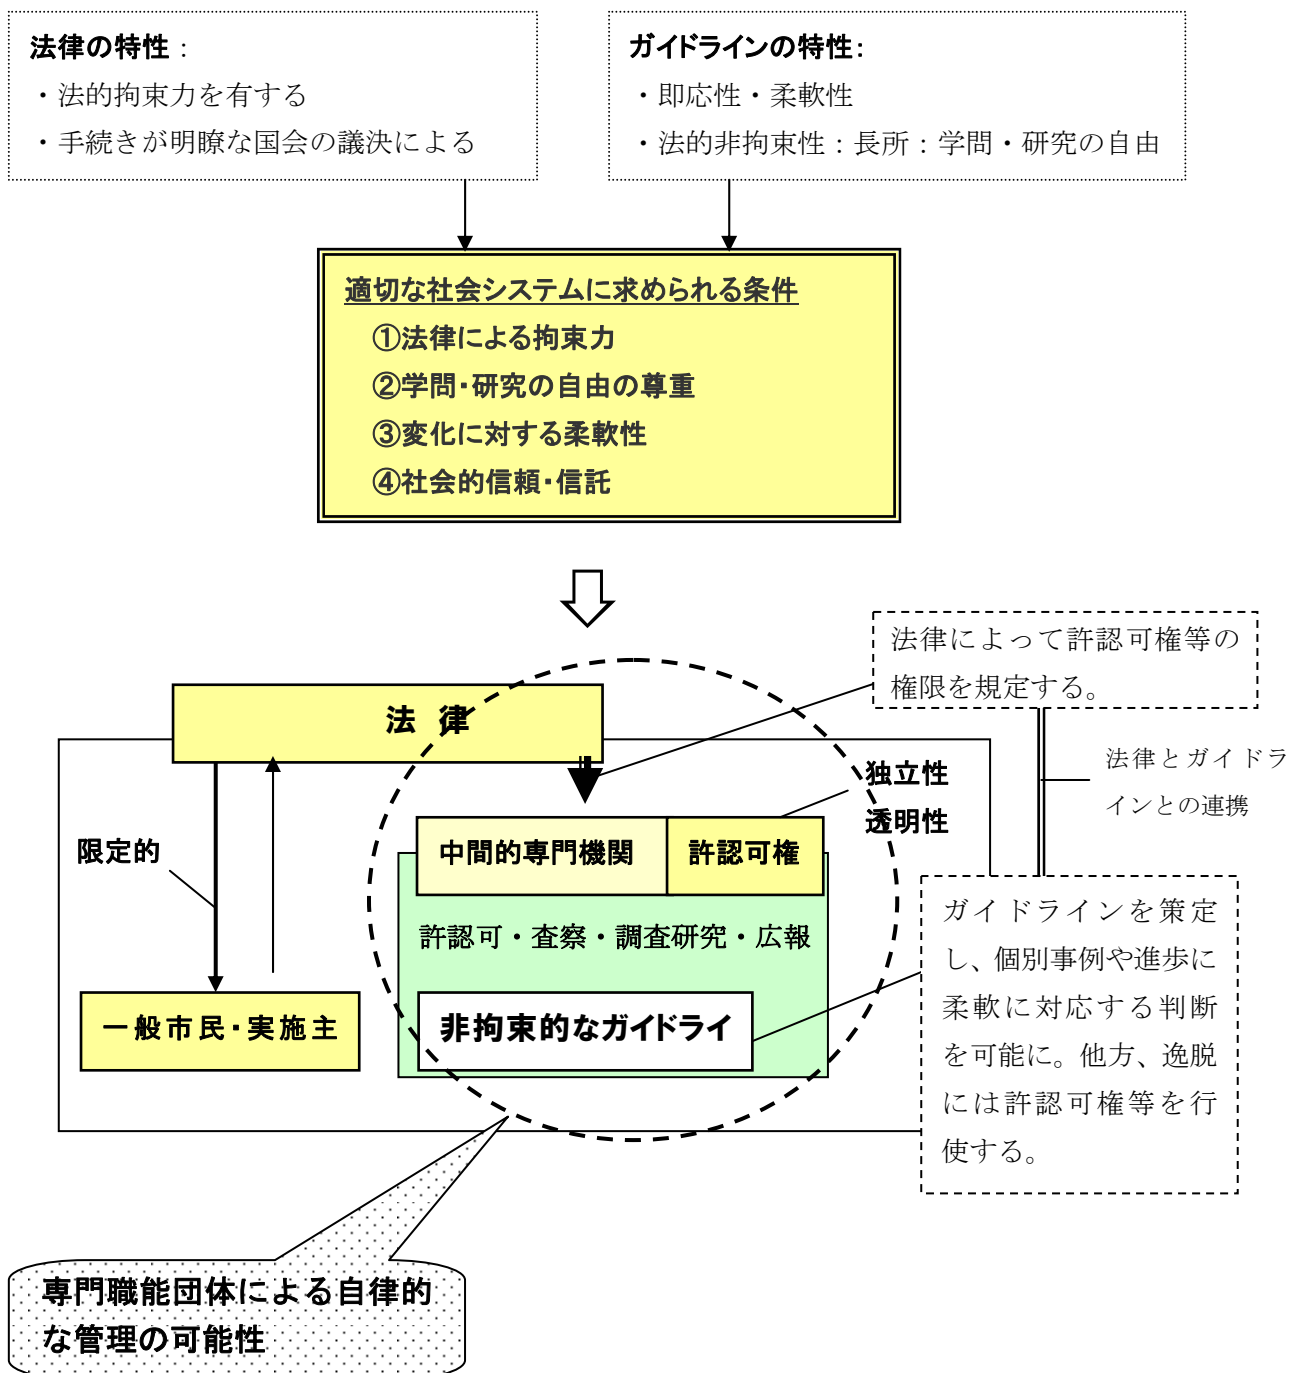 法律の特性：
・法的拘束力を有する
・手続きが明瞭な国会の議決による
ガイドラインの特性：
・即応性・柔軟性
・法的非拘束性：長所：学問・研究の自由
適切な社会システムに求められる条件
①法律による拘束力
②学問・研究の自由の尊重
③変化に対する柔軟性
④社会的信頼・信託
法律によって許認可権等の
権限を規定する。
法 律
法律とガイドラ
インとの連携
独立性
透明性
限定的
中間的専門機関
許認可権
許認可・査察・調査研究・広報
ガイドラインを策定
し、個別事例や進歩に
柔軟に対応する判断
を可能に。他方、逸脱
には許認可権等を行
使する。
一般市民・実施主
非拘束的なガイドライ
専門職能団体による自律的
な管理の可能性